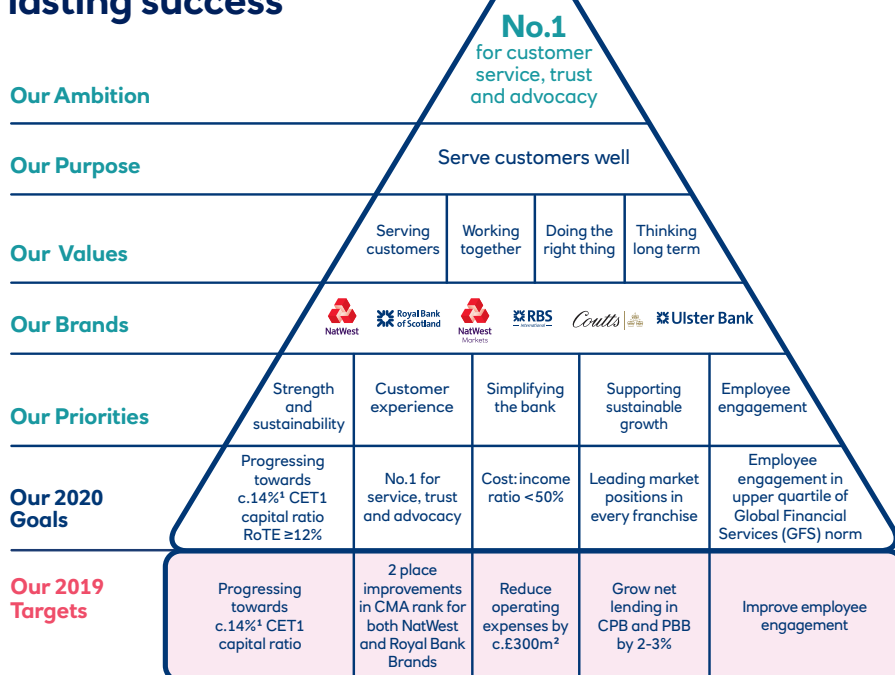 lasting success
No.1
for customer
service, trust
and advocacy
Our Ambition
Our Purpose
Serve customers well
Our Values
Serving
customers
Working
together
Doing the
right thing
Thinking
long term
Our Brands
NatWest
Royal Bank
of Scotland
NatWest
Markets
RBS
International
Coutts
Ulster Bank
Our Priorities
Strength
and
sustainability
Customer
experience
Simplifying
the bank
Supporting
sustainable
growth
Employee
engagement
Our 2020
Goals
Progressing
towards
c.14%¹ CET1
capital ratio
RoTE ≥12%
No.1 for
service, trust
and advocacy
Cost:income
ratio <50%
Leading market
positions in
every franchise
Employee
engagement in
upper quartile of
Global Financial
Services (GFS) norm
Our 2019
Targets
Progressing
towards
c.14%¹ CET1
capital ratio
2 place
improvements
in CMA rank for
both NatWest
and Royal Bank
Brands
Reduce
operating
expenses by
c.£300m²
Grow net
lending in
CPB and PBB
by 2-3%
Improve employee
engagement